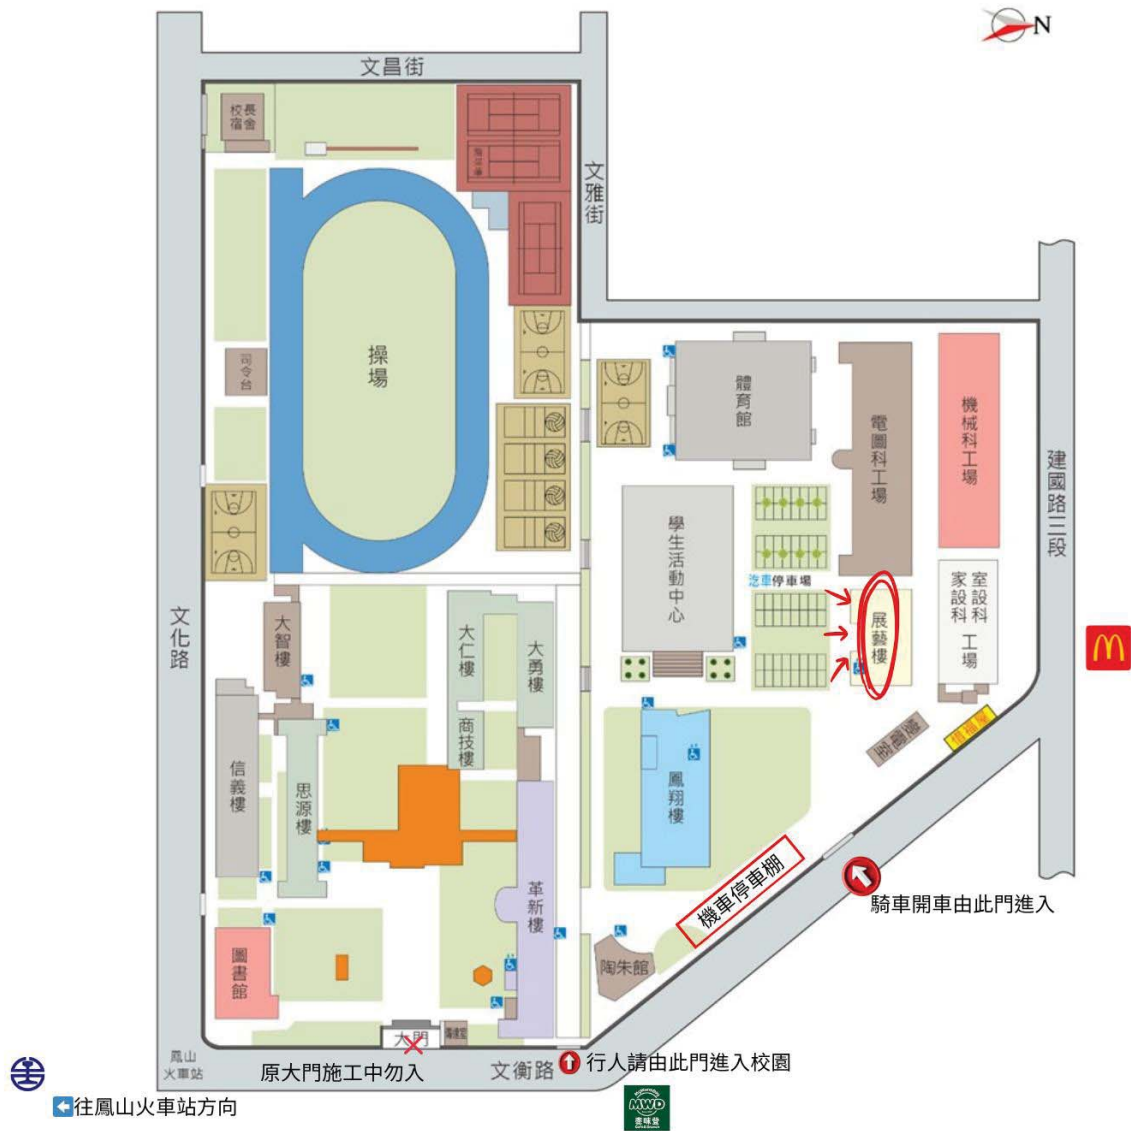 N
文昌街
校長
宿舍
文雅街
操場
司令台
體育館
電圖科工場
機械科工場
建國路三段
學生活動中心
汽車停車場
展藝樓
室設科
家設科
工場
文化路
大智樓
大仁樓
大勇樓
商技樓
信義樓
思源樓
鳳翔樓
革新樓
機車停車棚
騎車開車由此門進入
圖書館
陶朱館
大門
鳳山
火車站
原大門施工中勿入
文衡路
行人請由此門進入校園
往鳳山火車站方向
MWD
麥味登